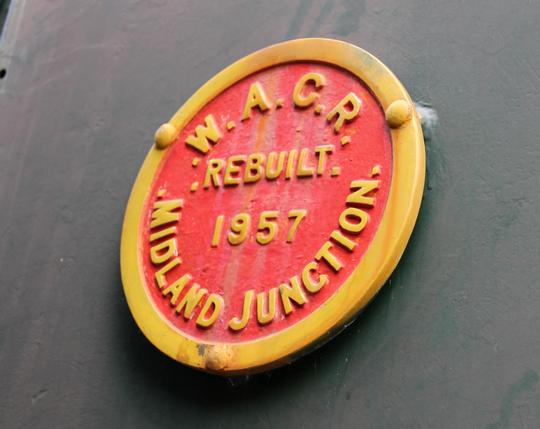 W.A.G.R.
.REBUILT.
1957
.MIDLAND JUNCTION.